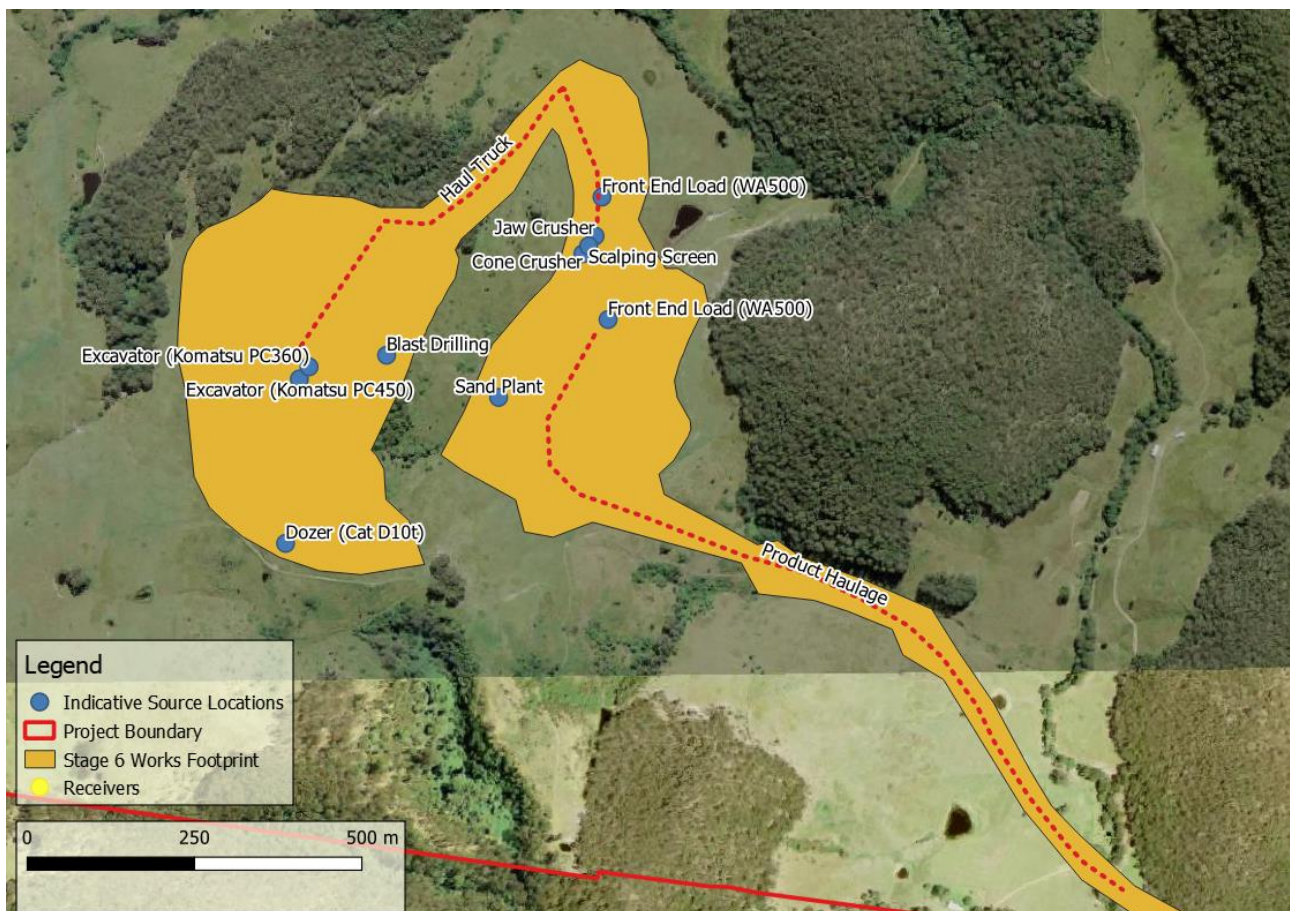 Haul Truck
Front End Load (WA500)
Jaw Crusher
Cone Crusher
Scalping Screen
Front End Load (WA500)
Blast Drilling
Excavator (Komatsu PC360)
Excavator (Komatsu PC450)
Sand Plant
Dozer (Cat D10t)
Product Haulage
Legend
Indicative Source Locations
Project Boundary
Stage 6 Works Footprint
Receivers
0 250 500 m